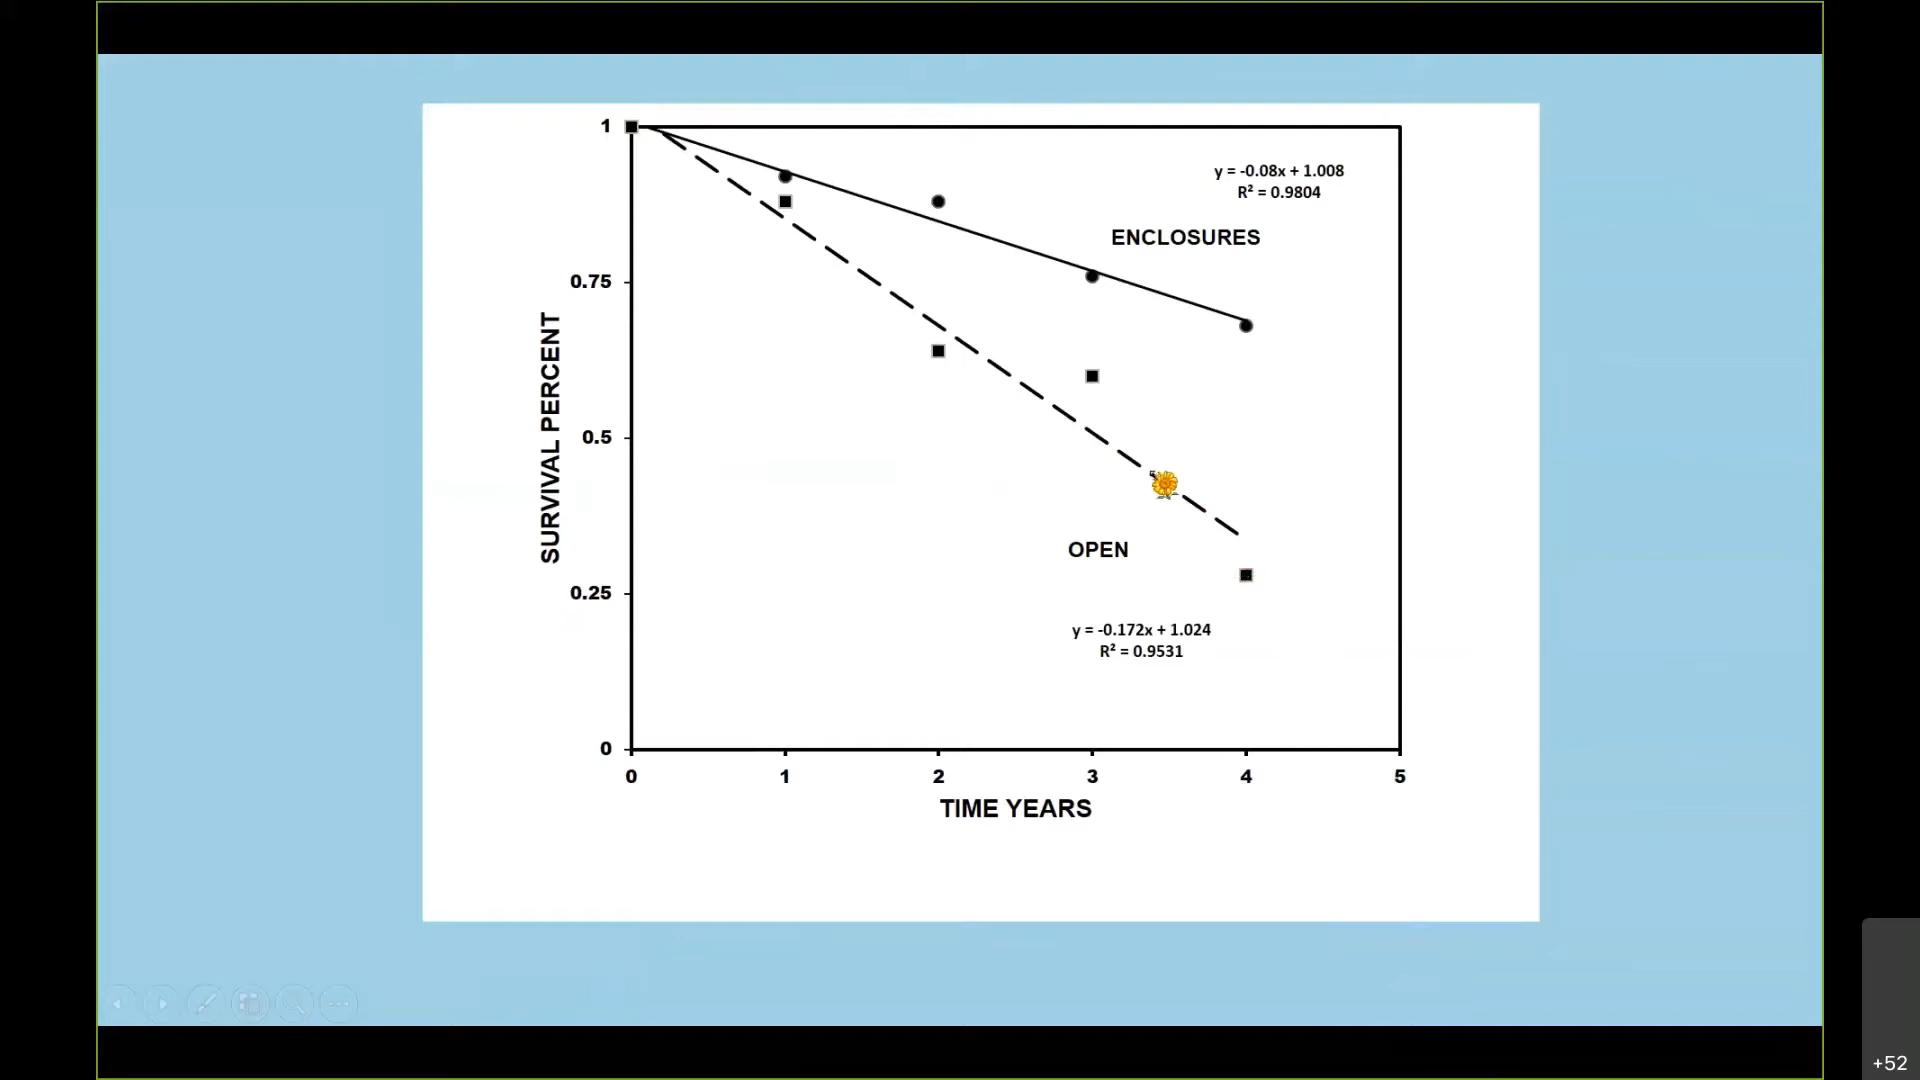 1
y = -0.08x + 1.008
R² = 0.9804
ENCLOSURES
0.75
SURVIVAL PERCENT
0.5
OPEN
0.25
y = -0.172x + 1.024
R² = 0.9531
0
0 1 2 3 4 5
TIME YEARS
+52